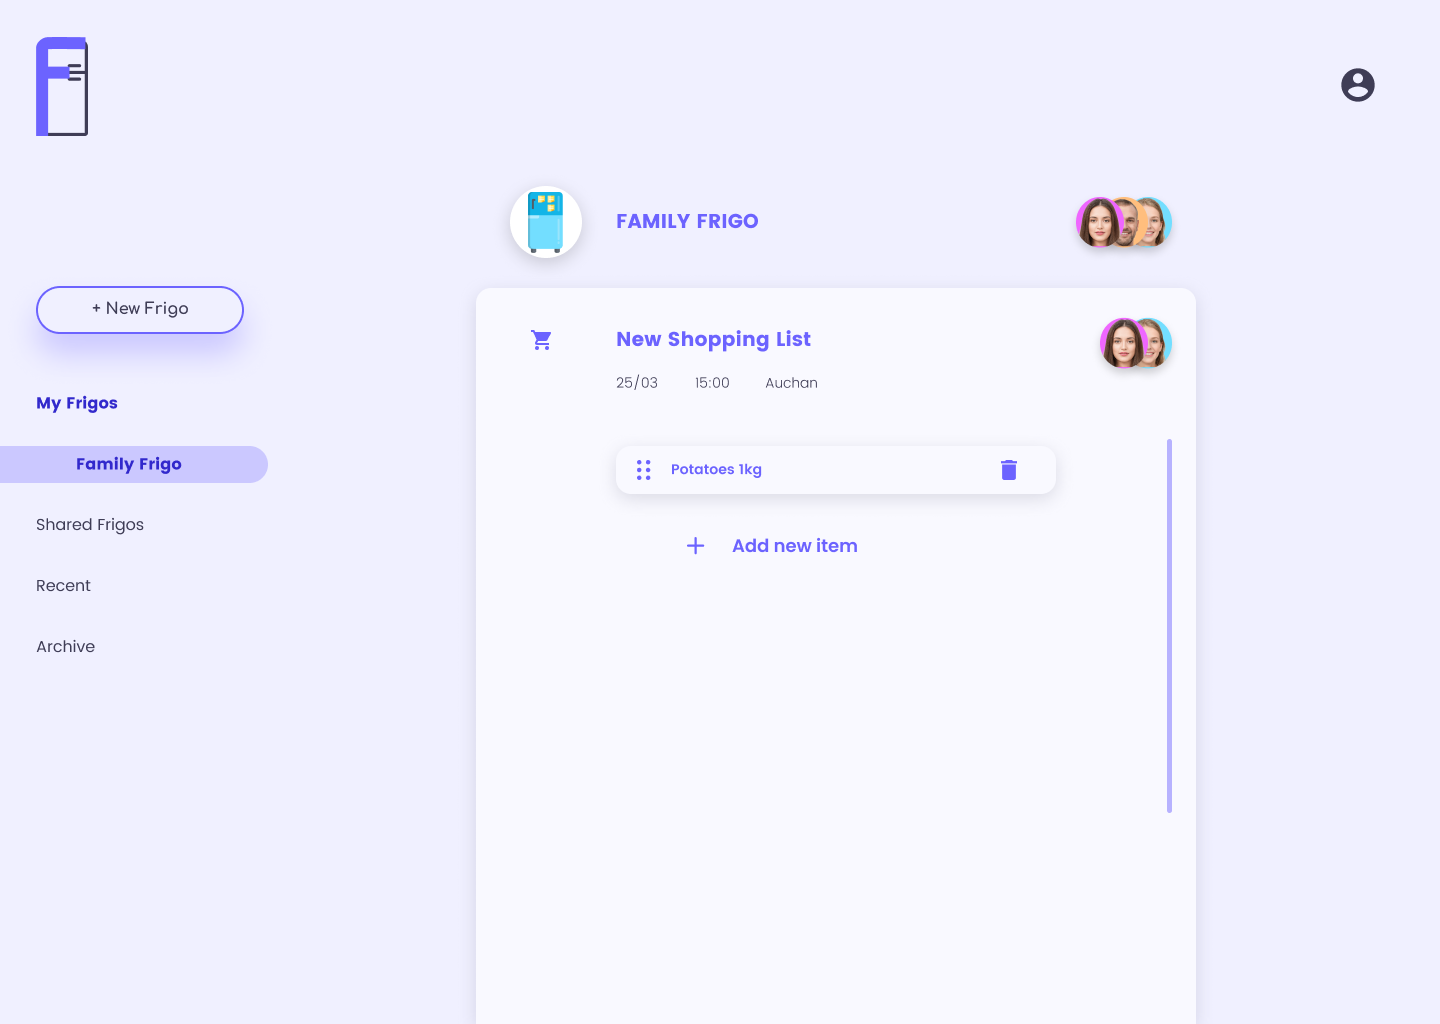 FAMILY FRIGO
+ New Frigo
My Frigos
Family Frigo
Shared Frigos
Recent
Archive
New Shopping List
25/03 15:00 Auchan
Potatoes 1kg
Add new item